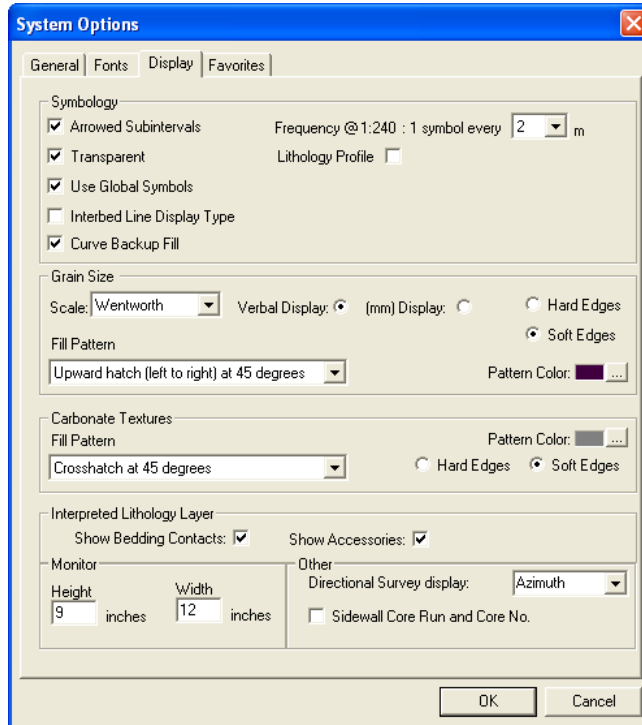 System Options
General Fonts Display Favorites
Symbology
Arrowed Subintervals Frequency @ 1:240 : 1 symbol every 2 m
Transparent Lithology Profile
Use Global Symbols
Interbed Line Display Type
Curve Backup Fill
Grain Size
Scale: Wentworth Verbal Display: (mm) Display: Hard Edges
Soft Edges
Fill Pattern
Upward hatch (left to right) at 45 degrees Pattern Color: ...
Carbonate Textures
Fill Pattern Pattern Color: ...
Crosshatch at 45 degrees Hard Edges Soft Edges
Interpreted Lithology Layer
Show Bedding Contacts: Show Accessories:
Monitor Other
Directional Survey display: Azimuth
Height Width
9 inches 12 inches
Sidewall Core Run and Core No.
OK Cancel